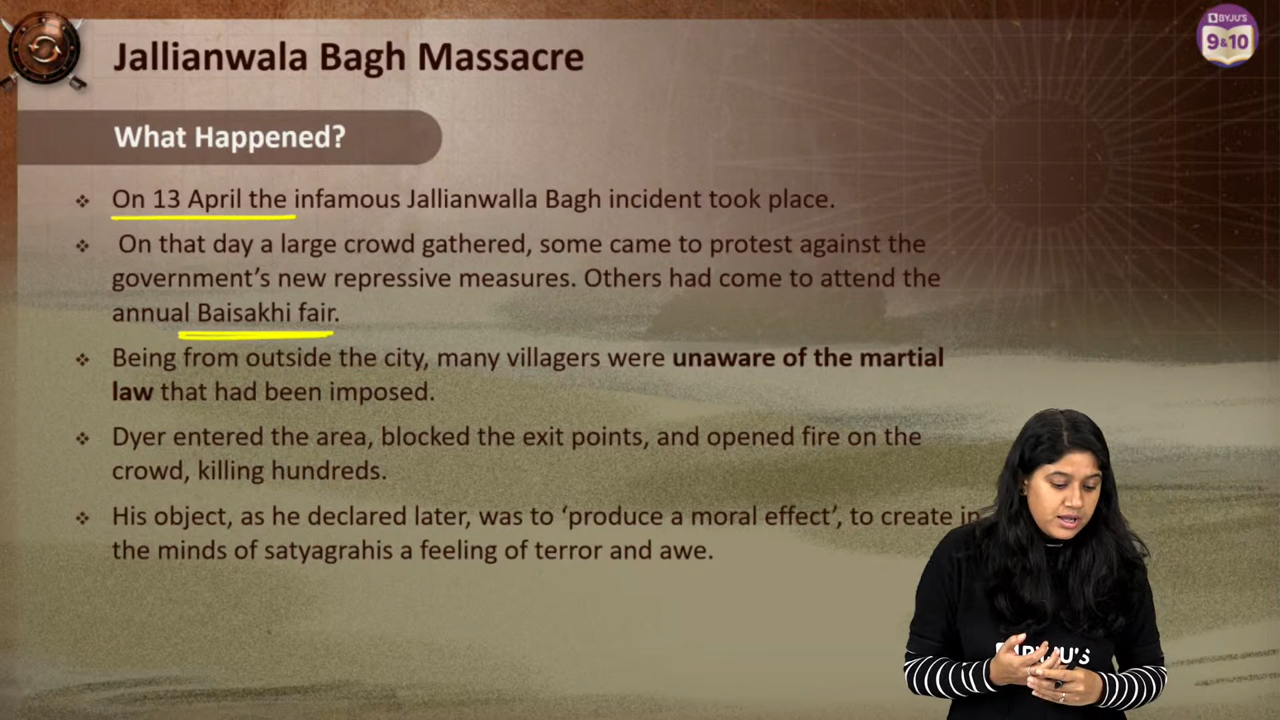 Jallianwala Bagh Massacre
BYJU'S
9&10
What Happened?
❖ On 13 April the infamous Jallianwalla Bagh incident took place.
❖ On that day a large crowd gathered, some came to protest against the
government's new repressive measures. Others had come to attend the
annual Baisakhi fair.
❖ Being from outside the city, many villagers were unaware of the martial
law that had been imposed.
❖ Dyer entered the area, blocked the exit points, and opened fire on the
crowd, killing hundreds.
❖ His object, as he declared later, was to 'produce a moral effect', to create in
the minds of satyagrahis a feeling of terror and awe.
BYJU'S